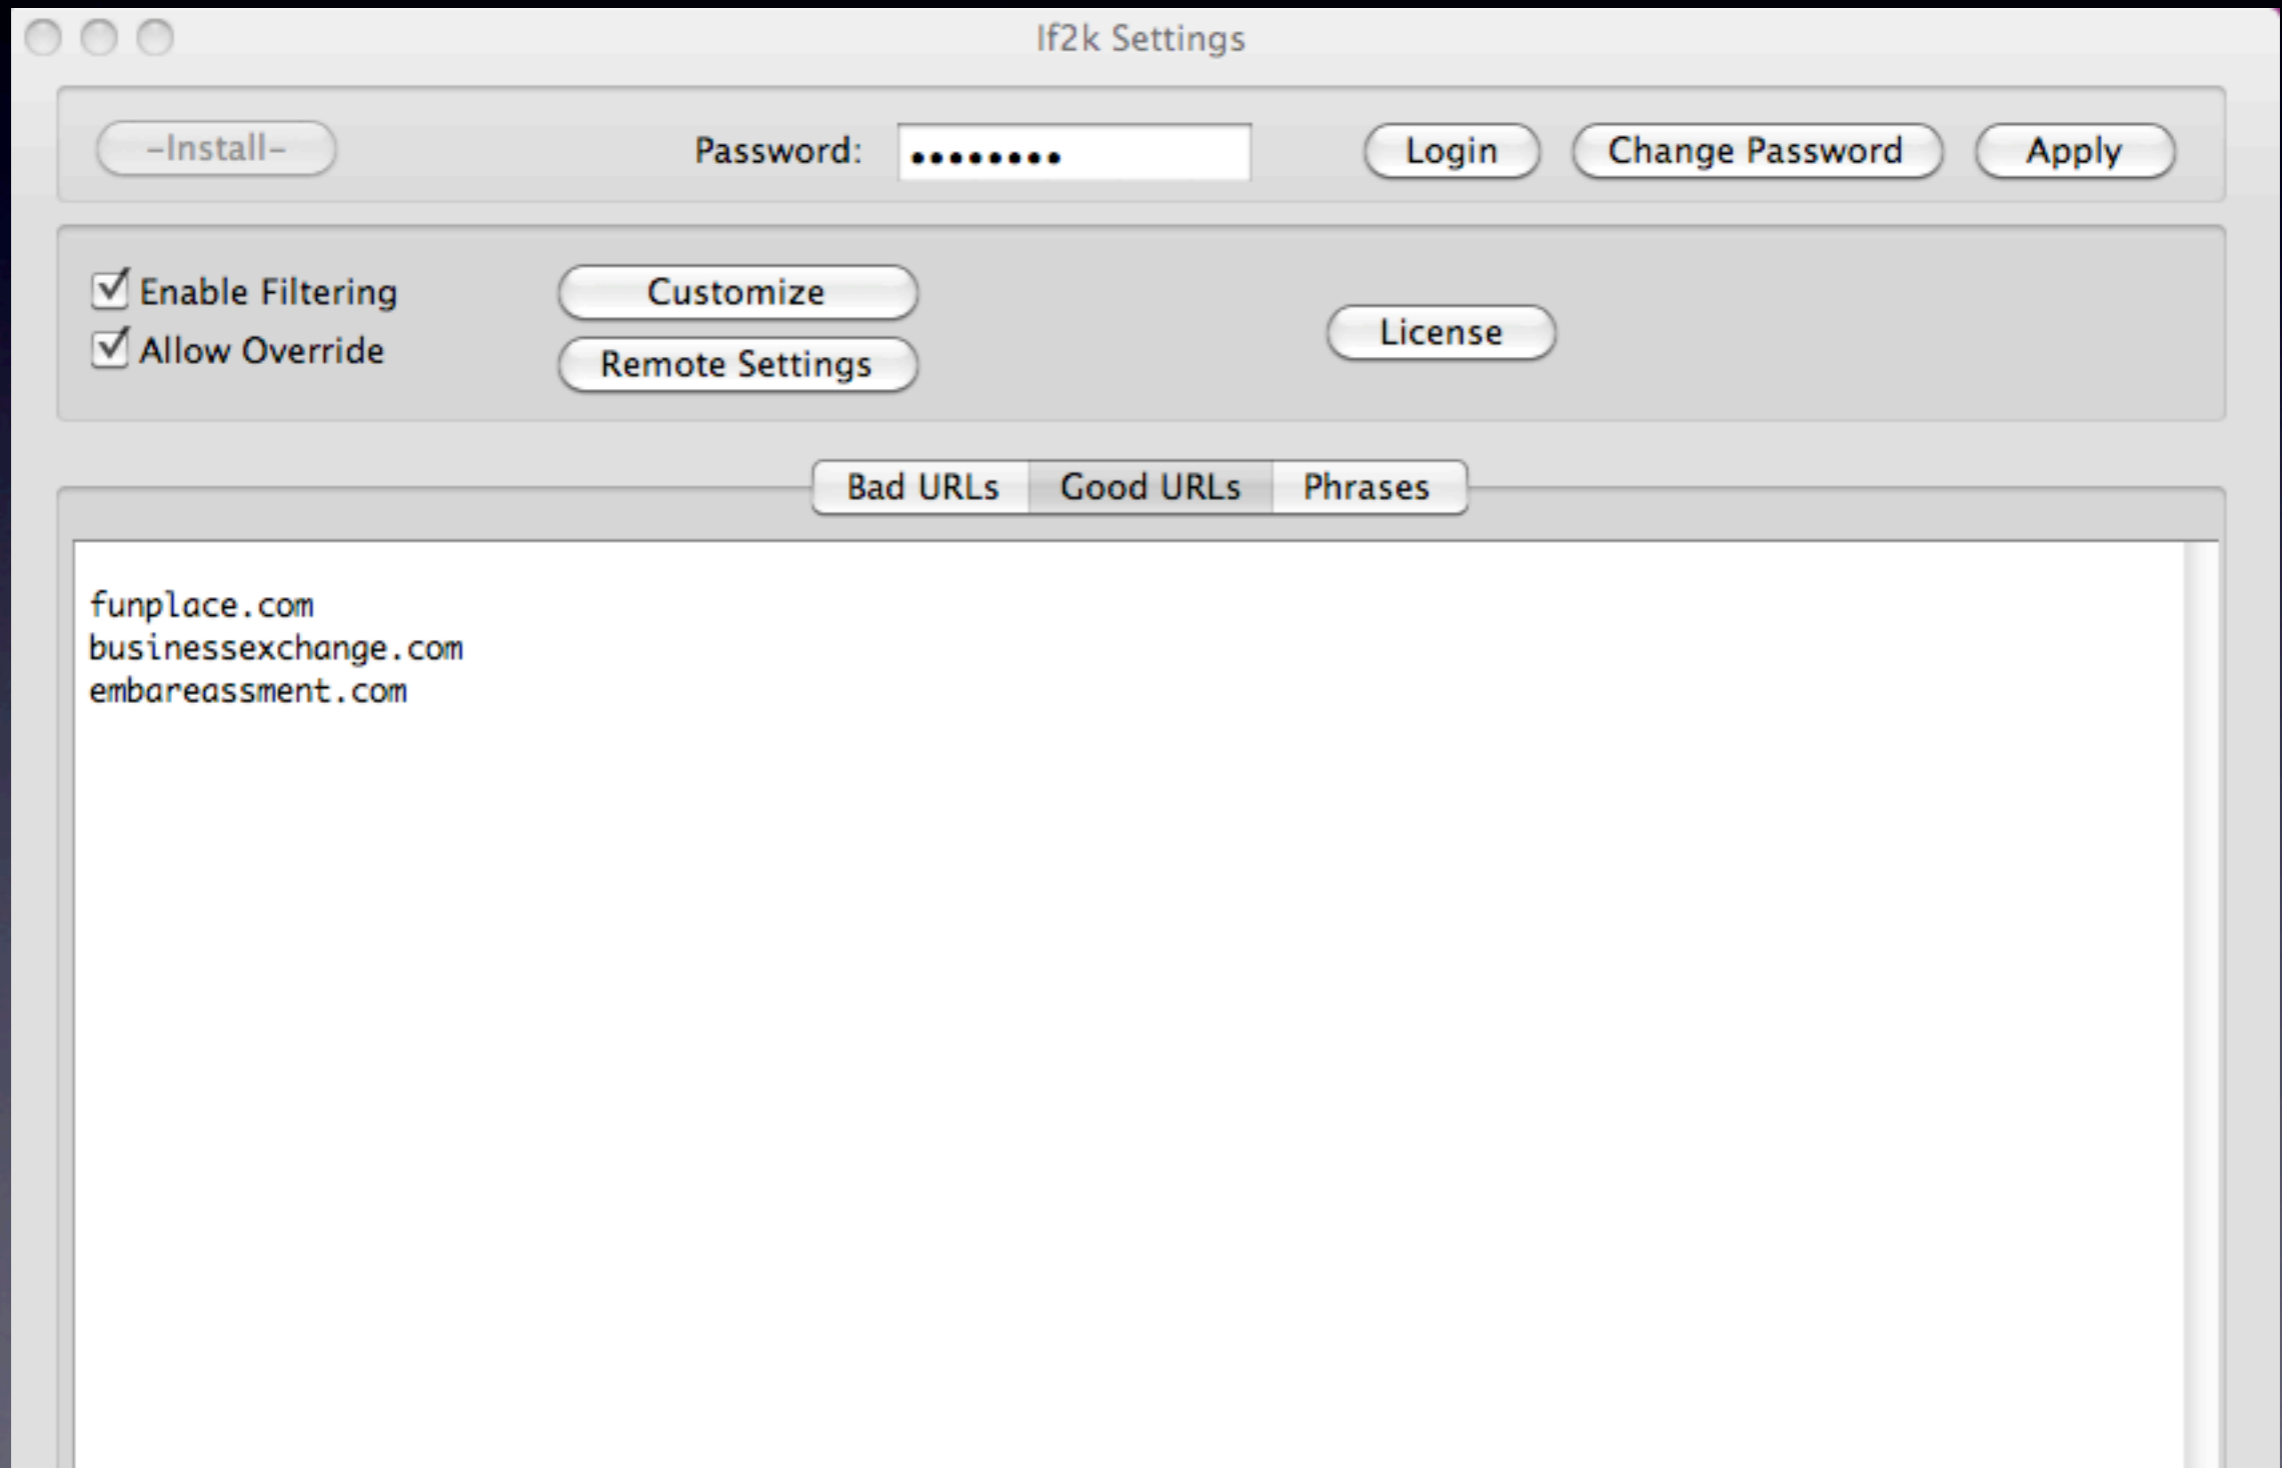 If2k Settings
-Install-
Password:
Login
Change Password
Apply
Enable Filtering
Customize
Allow Override
Remote Settings
License
Bad URLs
Good URLs
Phrases
funplace.com
businessexchange.com
embareassment.com